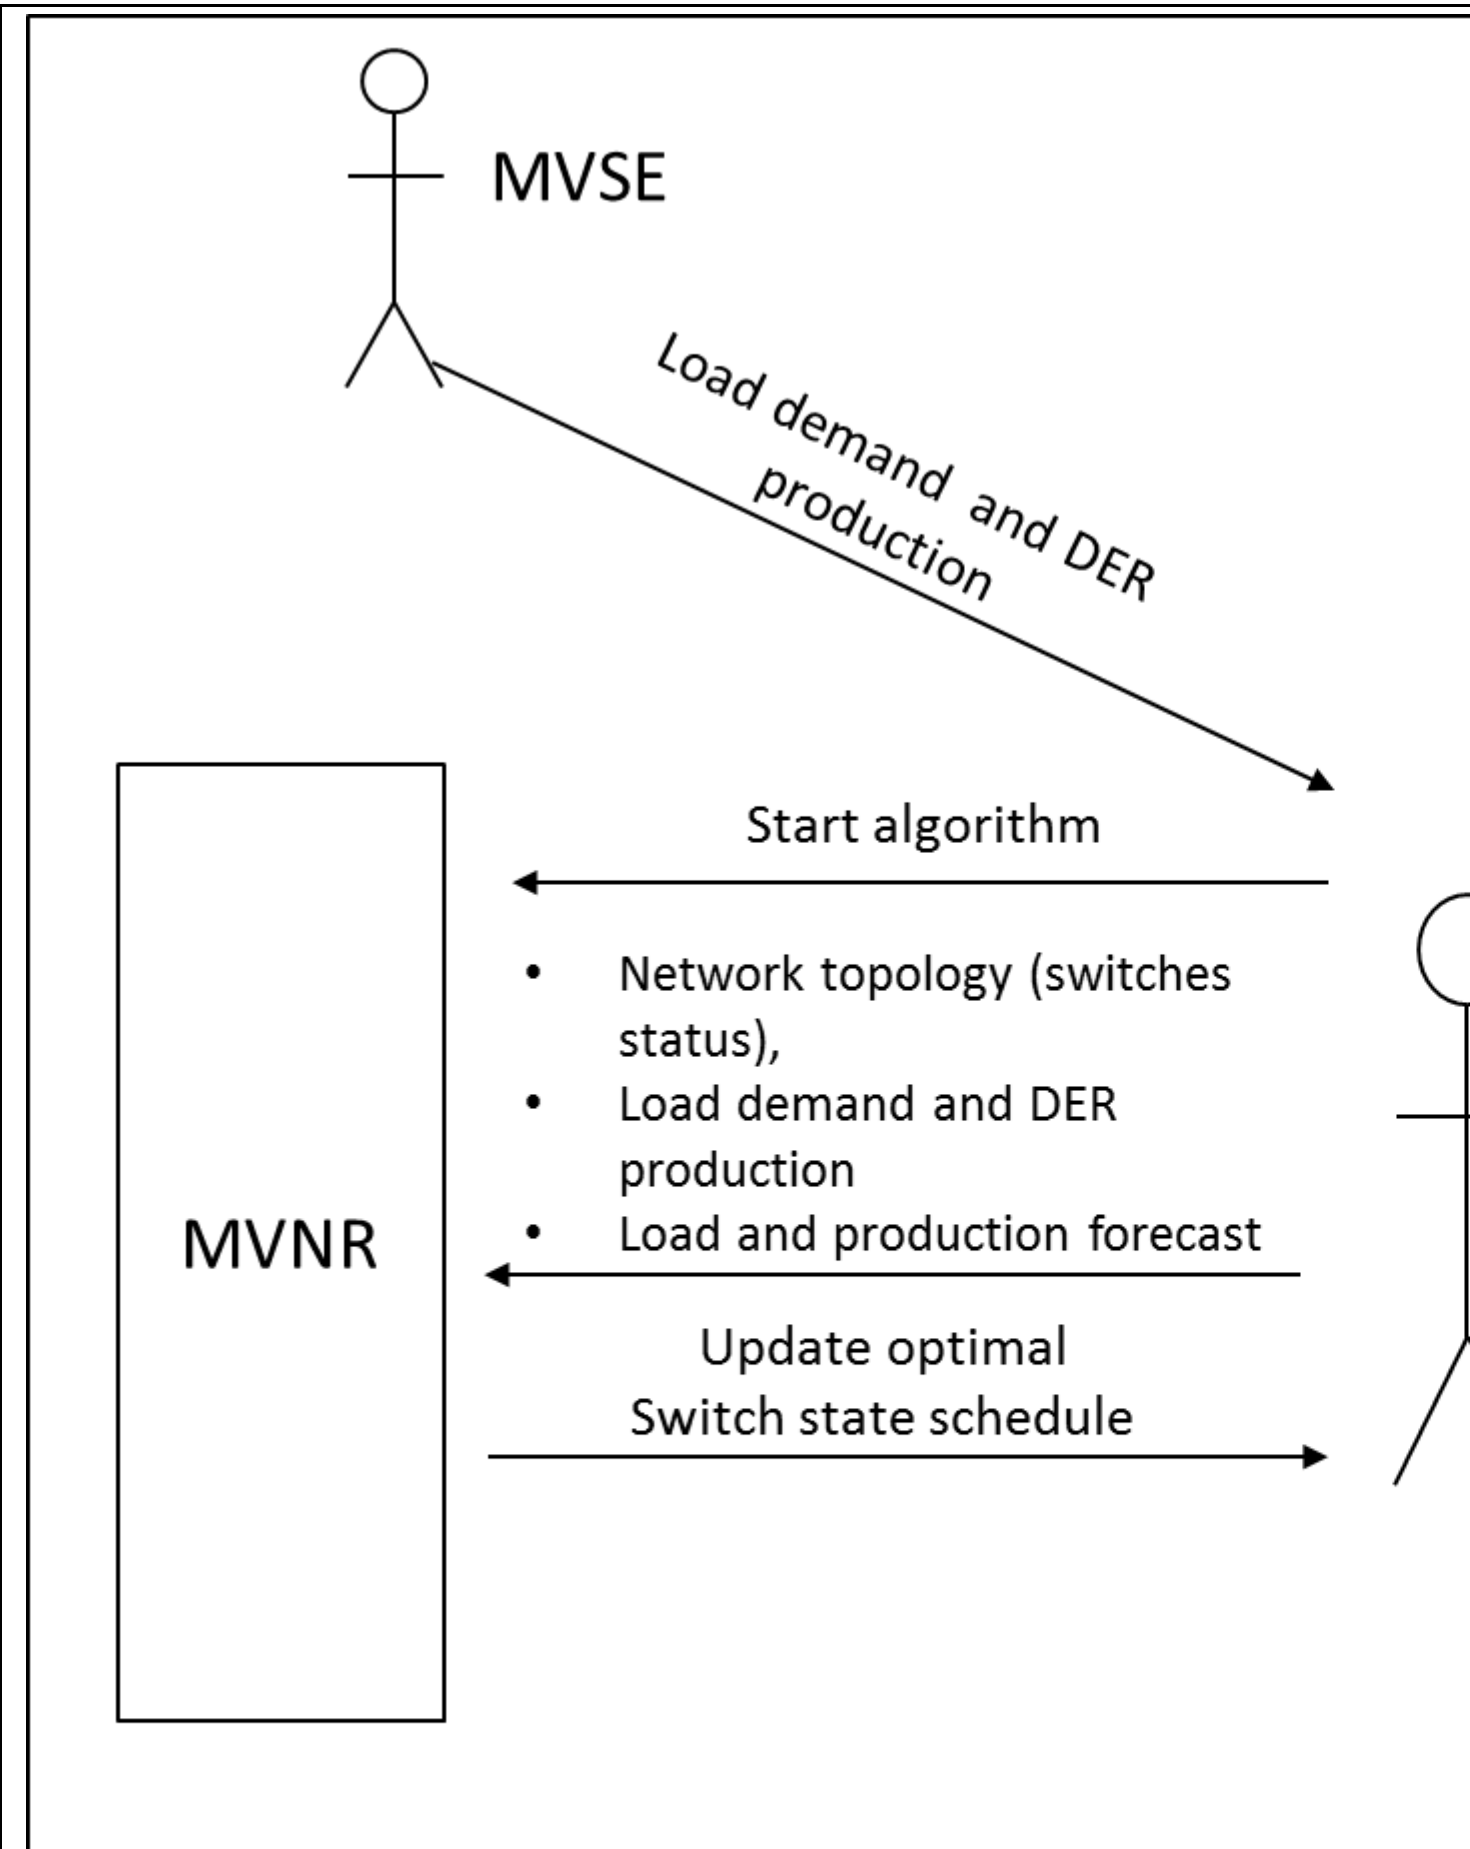 MVSE
Load demand and DER
production
Start algorithm
• Network topology (switches
status),
• Load demand and DER
production
• Load and production forecast
MVNR
Update optimal
Switch state schedule